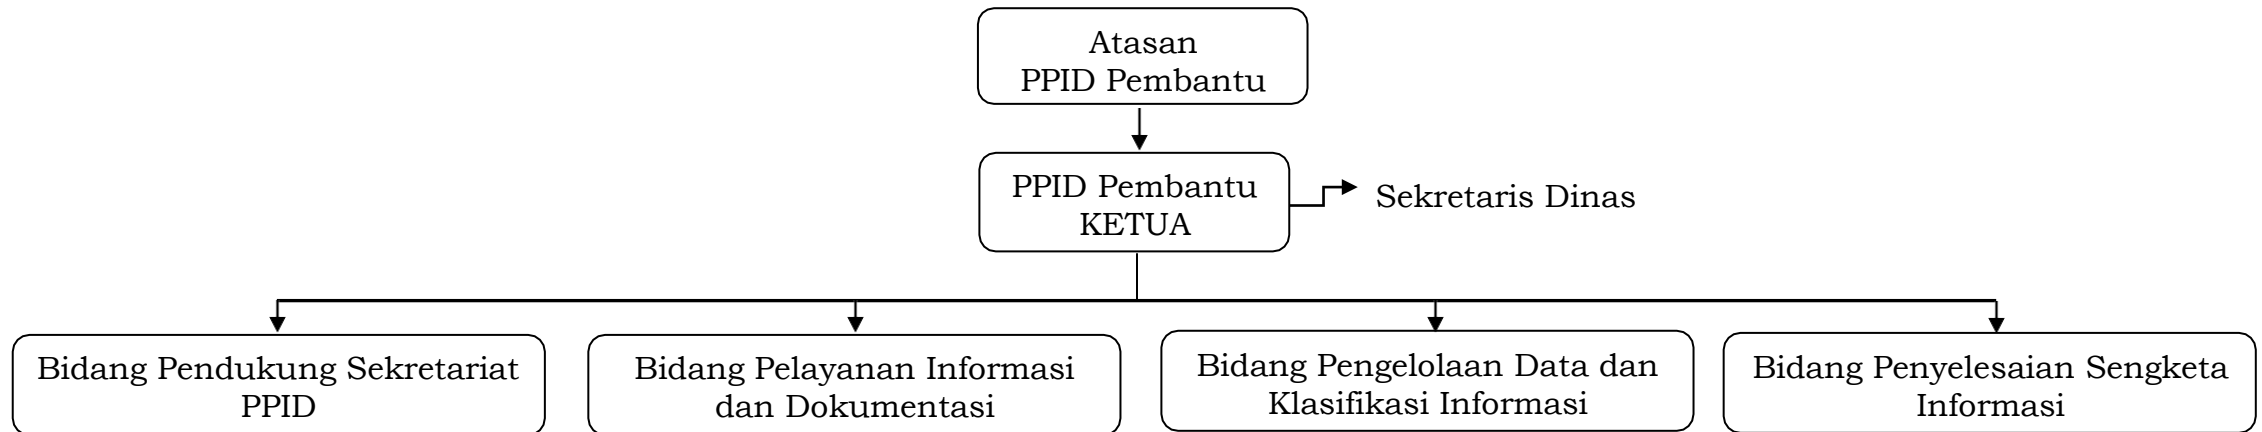 Atasan
PPID Pembantu
PPID Pembantu
KETUA
Sekretaris Dinas
Bidang Pendukung Sekretariat
PPID
Bidang Pelayanan Informasi
dan Dokumentasi
Bidang Pengelolaan Data dan
Klasifikasi Informasi
Bidang Penyelesaian Sengketa
Informasi